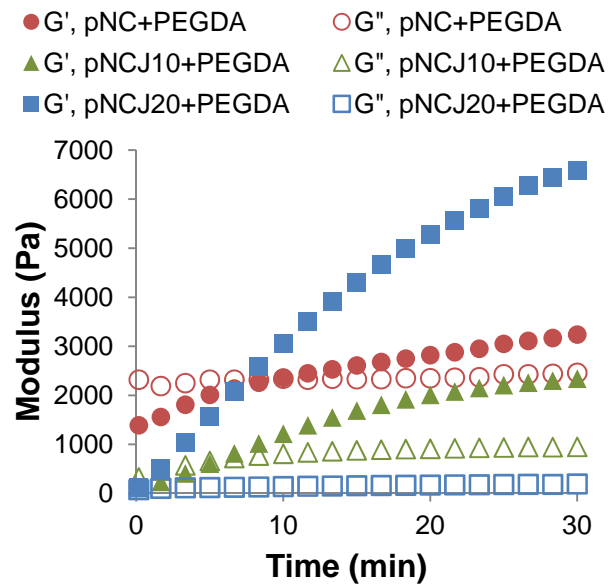 G', pNC+PEGDA G", pNC+PEGDA
G', pNCJ10+PEGDA G", pNCJ10+PEGDA
G', pNCJ20+PEGDA G", pNCJ20+PEGDA
7000
6000
5000
4000
3000
2000
1000
0
Modulus (Pa)
0 10 20 30
Time (min)